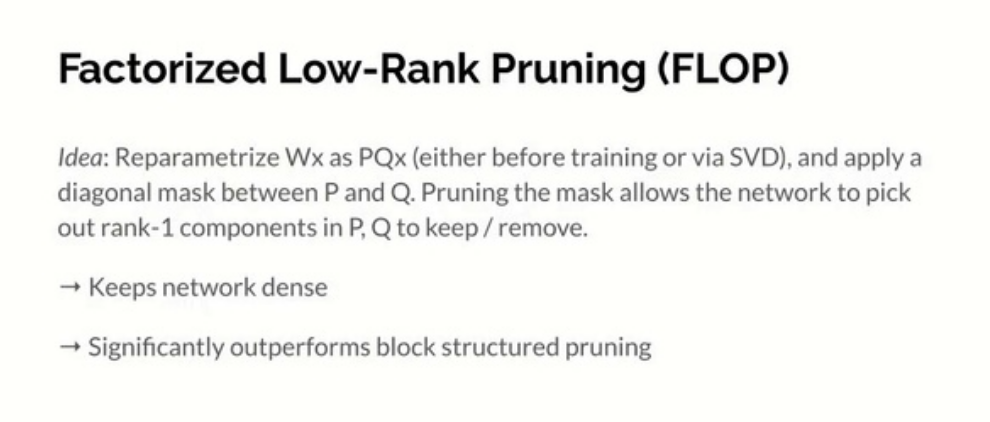 Factorized Low-Rank Pruning (FLOP)
Idea: Reparametrize Wx as PQx (either before training or via SVD), and apply a
diagonal mask between P and Q. Pruning the mask allows the network to pick
out rank-1 components in P, Q to keep / remove.
→ Keeps network dense
→ Significantly outperforms block structured pruning